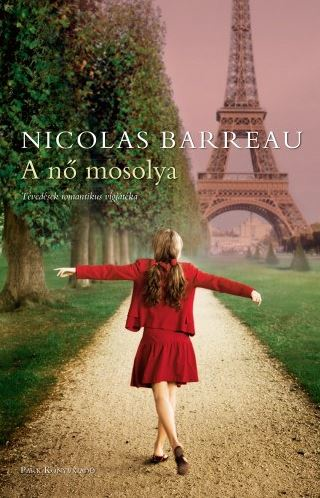 NICOLAS BARREAU
A nő mosolya
Tévedések romantikus vígjátéka
PARK KÖNYVKIADÓ